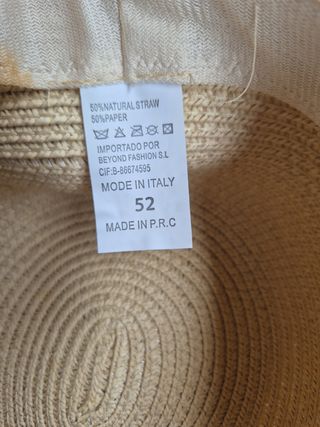 50%NATURAL STRAW
50%PAPER
IMPORTADO POR
BEYOND FASHION S.L
CIF:B-86674595
MODE IN ITALY
52
MADE IN P.R.C